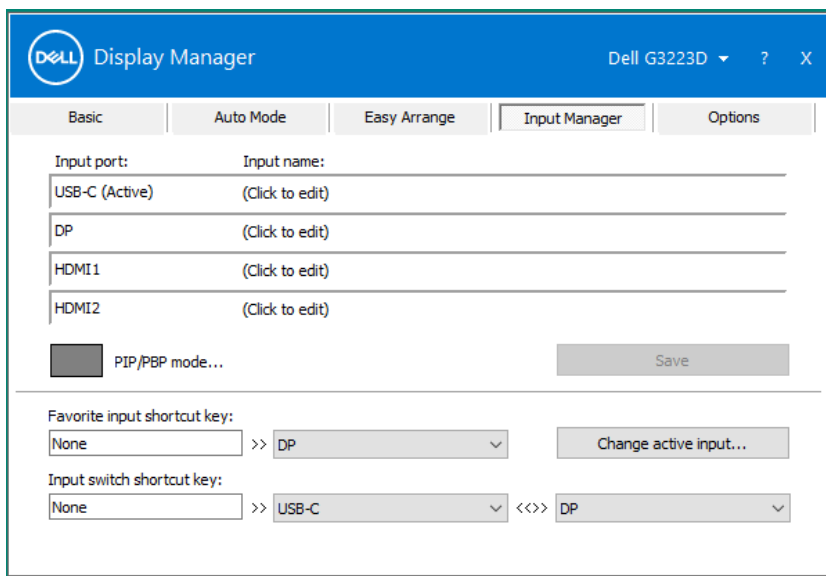 DELL Display Manager Dell G3223D ? X
Basic Auto Mode Easy Arrange Input Manager Options
Input port: Input name:
USB-C (Active) (Click to edit)
DP (Click to edit)
HDMI1 (Click to edit)
HDMI2 (Click to edit)
PIP/PBP mode... Save
Favorite input shortcut key:
None >> DP Change active input...
Input switch shortcut key:
None >> USB-C <<>> DP